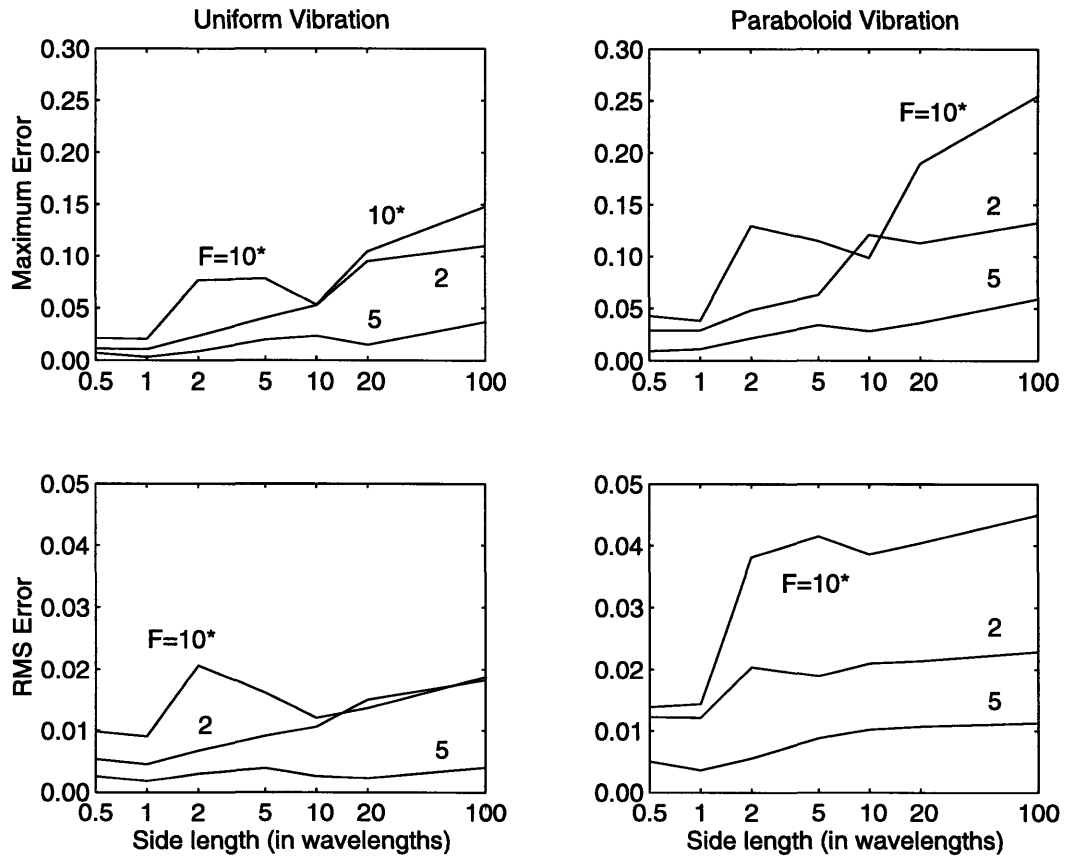 Uniform Vibration
Maximum Error
0.30
0.25
0.20
0.15
0.10
0.05
0.00
F=10*
10*
2
5
0.5 1 2 5 10 20 100
Paraboloid Vibration
0.30
0.25
0.20
0.15
0.10
0.05
0.00
F=10*
2
5
0.5 1 2 5 10 20 100
RMS Error
0.05
0.04
0.03
0.02
0.01
0.00
F=10*
2
5
0.5 1 2 5 10 20 100
Side length (in wavelengths)
0.05
0.04
0.03
0.02
0.01
0.00
F=10*
2
5
0.5 1 2 5 10 20 100
Side length (in wavelengths)